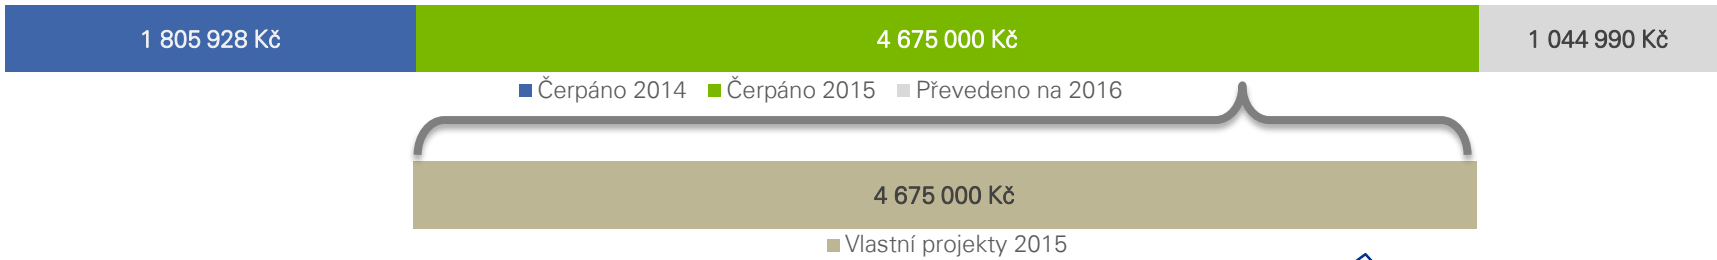 1 805 928 Kč 4 675 000 Kč 1 044 990 Kč
Čerpáno 2014 Čerpáno 2015 Převedeno na 2016
4 675 000 Kč
Vlastní projekty 2015